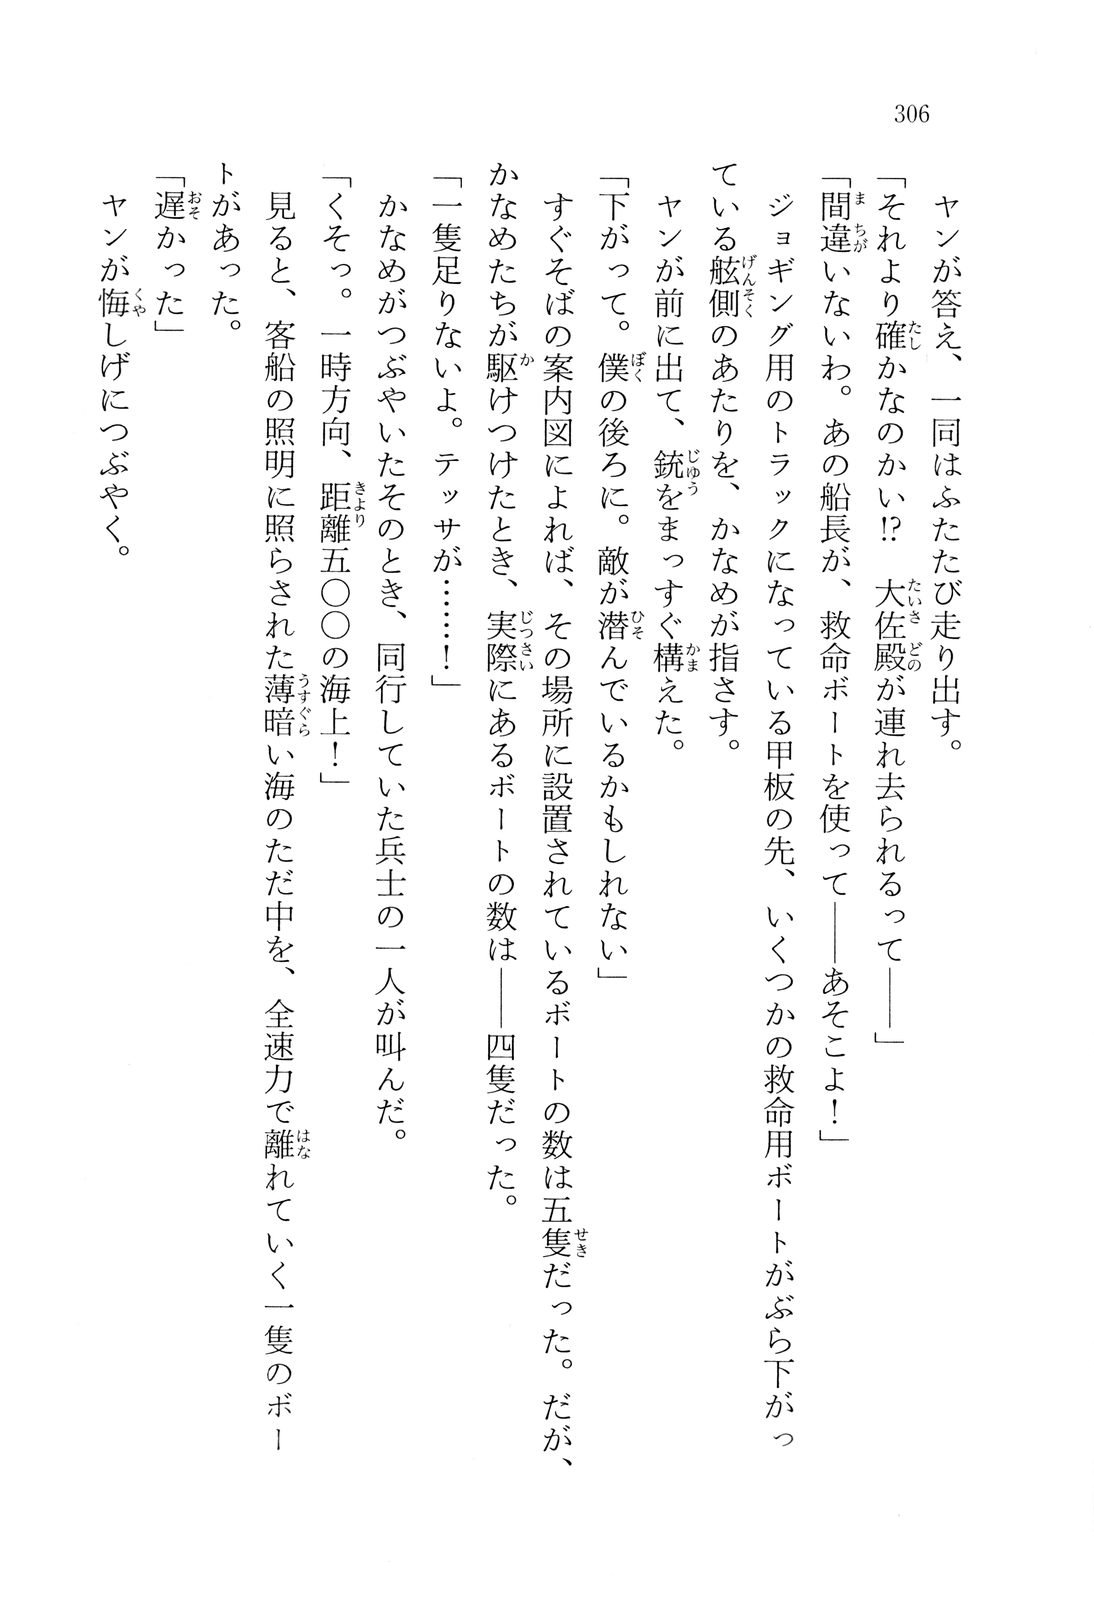 306
ヤンが答え、一同はふたたび走り出す。
「それより確かなのかい!?　大佐殿が連れ去られるって――」
「間違いないわ。あの船長が、救命ボートを使って――あそこよ！」
ジョギング用のトラックになっている甲板の先、いくつかの救命用ボートがぶら下がっ
ている舷側のあたりを、かなめが指さす。
ヤンが前に出て、銃をまっすぐ構えた。
「下がって。僕の後ろに。敵が潜んでいるかもしれない」
すぐそばの案内図によれば、その場所に設置されているボートの数は五隻だった。だが、
かなめたちが駆けつけたとき、実際にあるボートの数は――四隻だった。
「一隻足りないよ。テッサが……！」
かなめがつぶやいたそのとき、同行していた兵士の一人が叫んだ。
「くそっ。一時方向、距離五〇〇の海上！」
見ると、客船の照明に照らされた薄暗い海のただ中を、全速力で離れていく一隻のボー
トがあった。
「遅かった」
ヤンが悔しげにつぶやく。